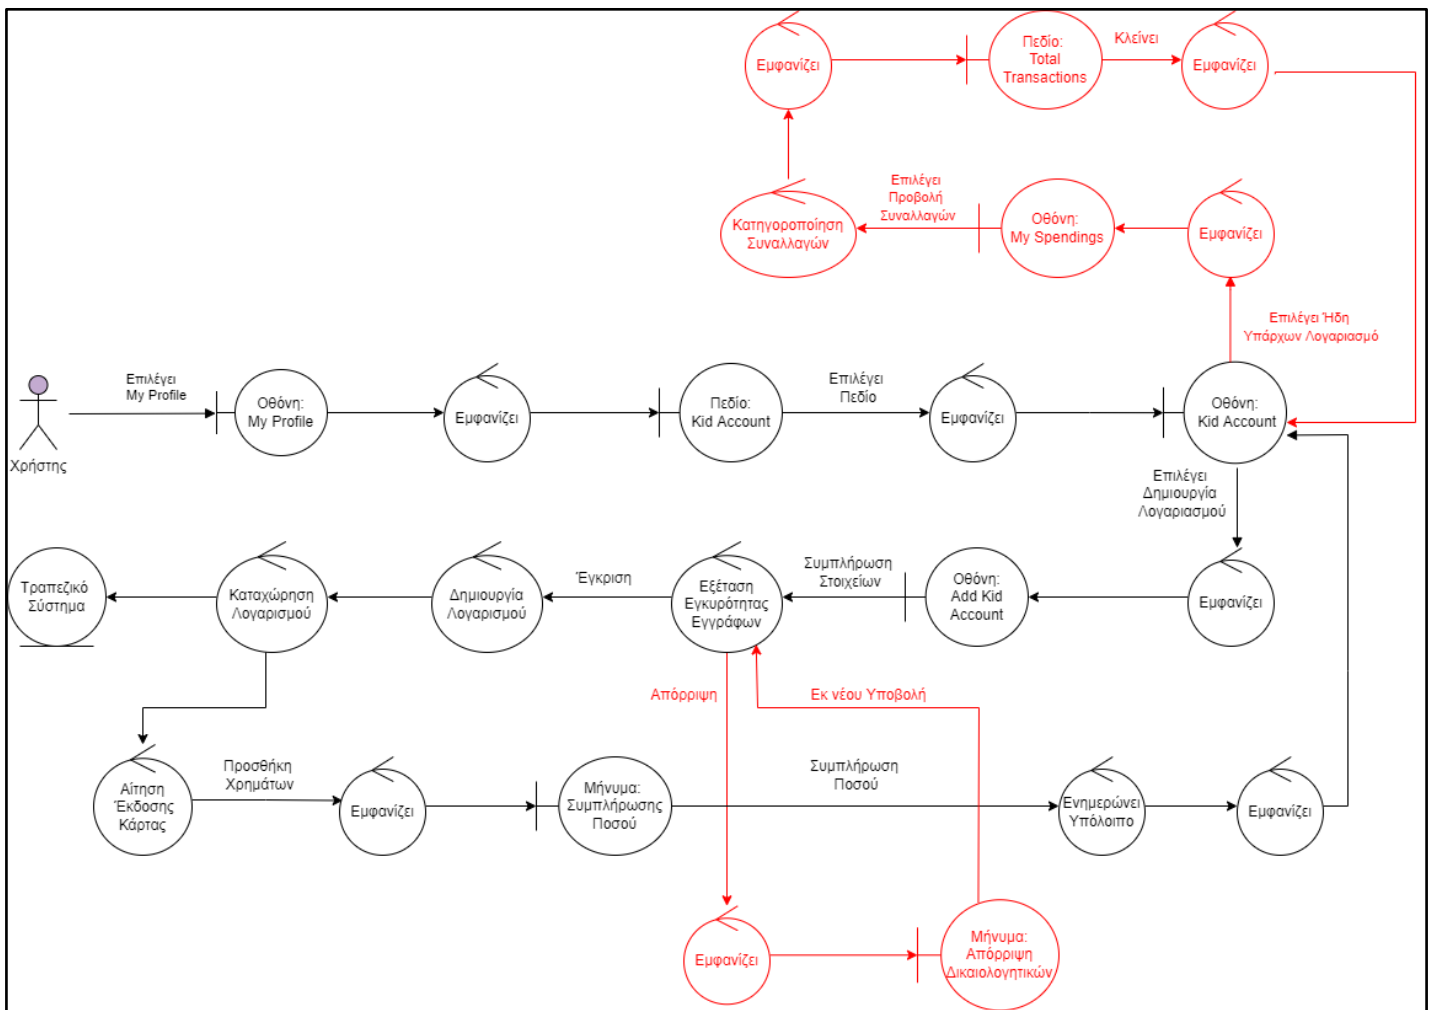 Εμφανίζει
Πεδίο:
Total
Transactions
Κλείνει
Εμφανίζει
Κατηγοροποίηση
Συναλλαγών
Επιλέγει
Προβολή
Συναλλαγών
Οθόνη:
My Spendings
Εμφανίζει
Επιλέγει Ήδη
Υπάρχων Λογαριασμό
Χρήστης
Επιλέγει
My Profile
Οθόνη:
My Profile
Εμφανίζει
Πεδίο:
Kid Account
Επιλέγει
Πεδίο
Εμφανίζει
Οθόνη:
Kid Account
Επιλέγει
Δημιουργία
Λογαριασμού
Τραπεζικό
Σύστημα
Καταχώρηση
Λογαρισμού
Δημιουργία
Λογαρισμού
Έγκριση
Εξέταση
Εγκυρότητας
Εγγράφων
Συμπλήρωση
Στοιχείων
Οθόνη:
Add Kid
Account
Εμφανίζει
Απόρριψη
Εκ νέου Υποβολή
Αίτηση
Έκδοσης
Κάρτας
Προσθήκη
Χρημάτων
Εμφανίζει
Μήνυμα:
Συμπλήρωσης
Ποσού
Συμπλήρωση
Ποσού
Ενημερώνει
Υπόλοιπο
Εμφανίζει
Εμφανίζει
Μήνυμα:
Απόρριψη
Δικαιολογητικών